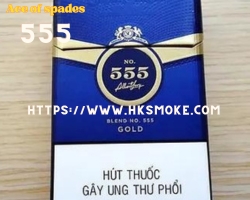 Ace of spades
555
NO.
555
HTTPS://WWW.HKSMOKE.COM
BLEND NO. 555
GOLD
HÚT THUỐC
GÂY UNG THƯ PHỔI